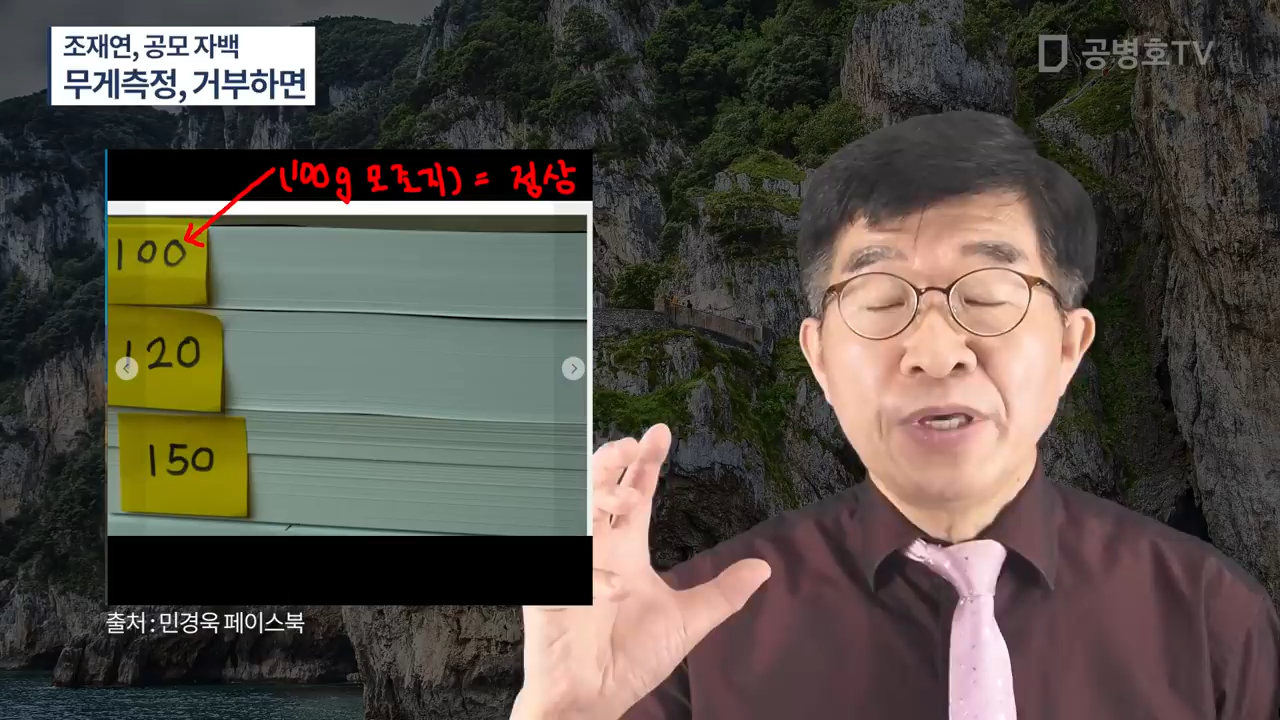 조재연, 공모 자백
무게측정, 거부하면
공병호TV
(100g 모조지) = 정상
100
120
150
출처 : 민경욱 페이스북